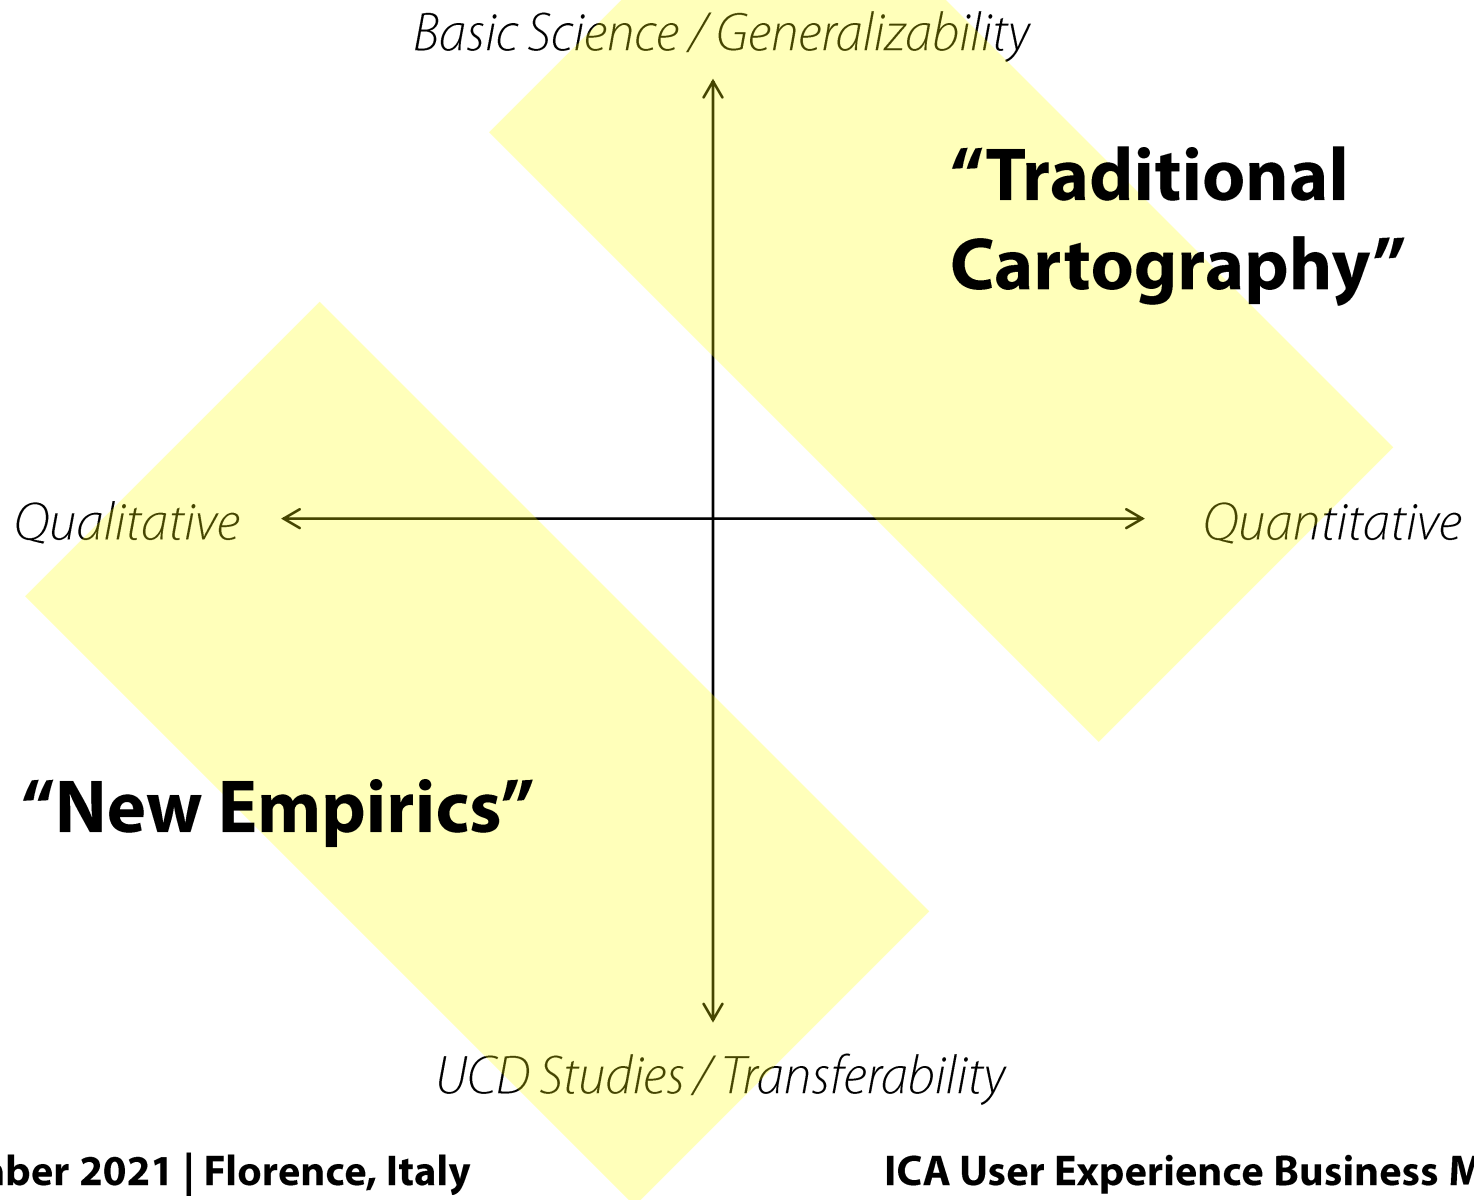 Basic Science / Generalizability
“Traditional
Cartography”
Qualitative
Quantitative
“New Empirics”
UCD Studies / Transferability
2021 | Florence, Italy
ICA User Experience Business